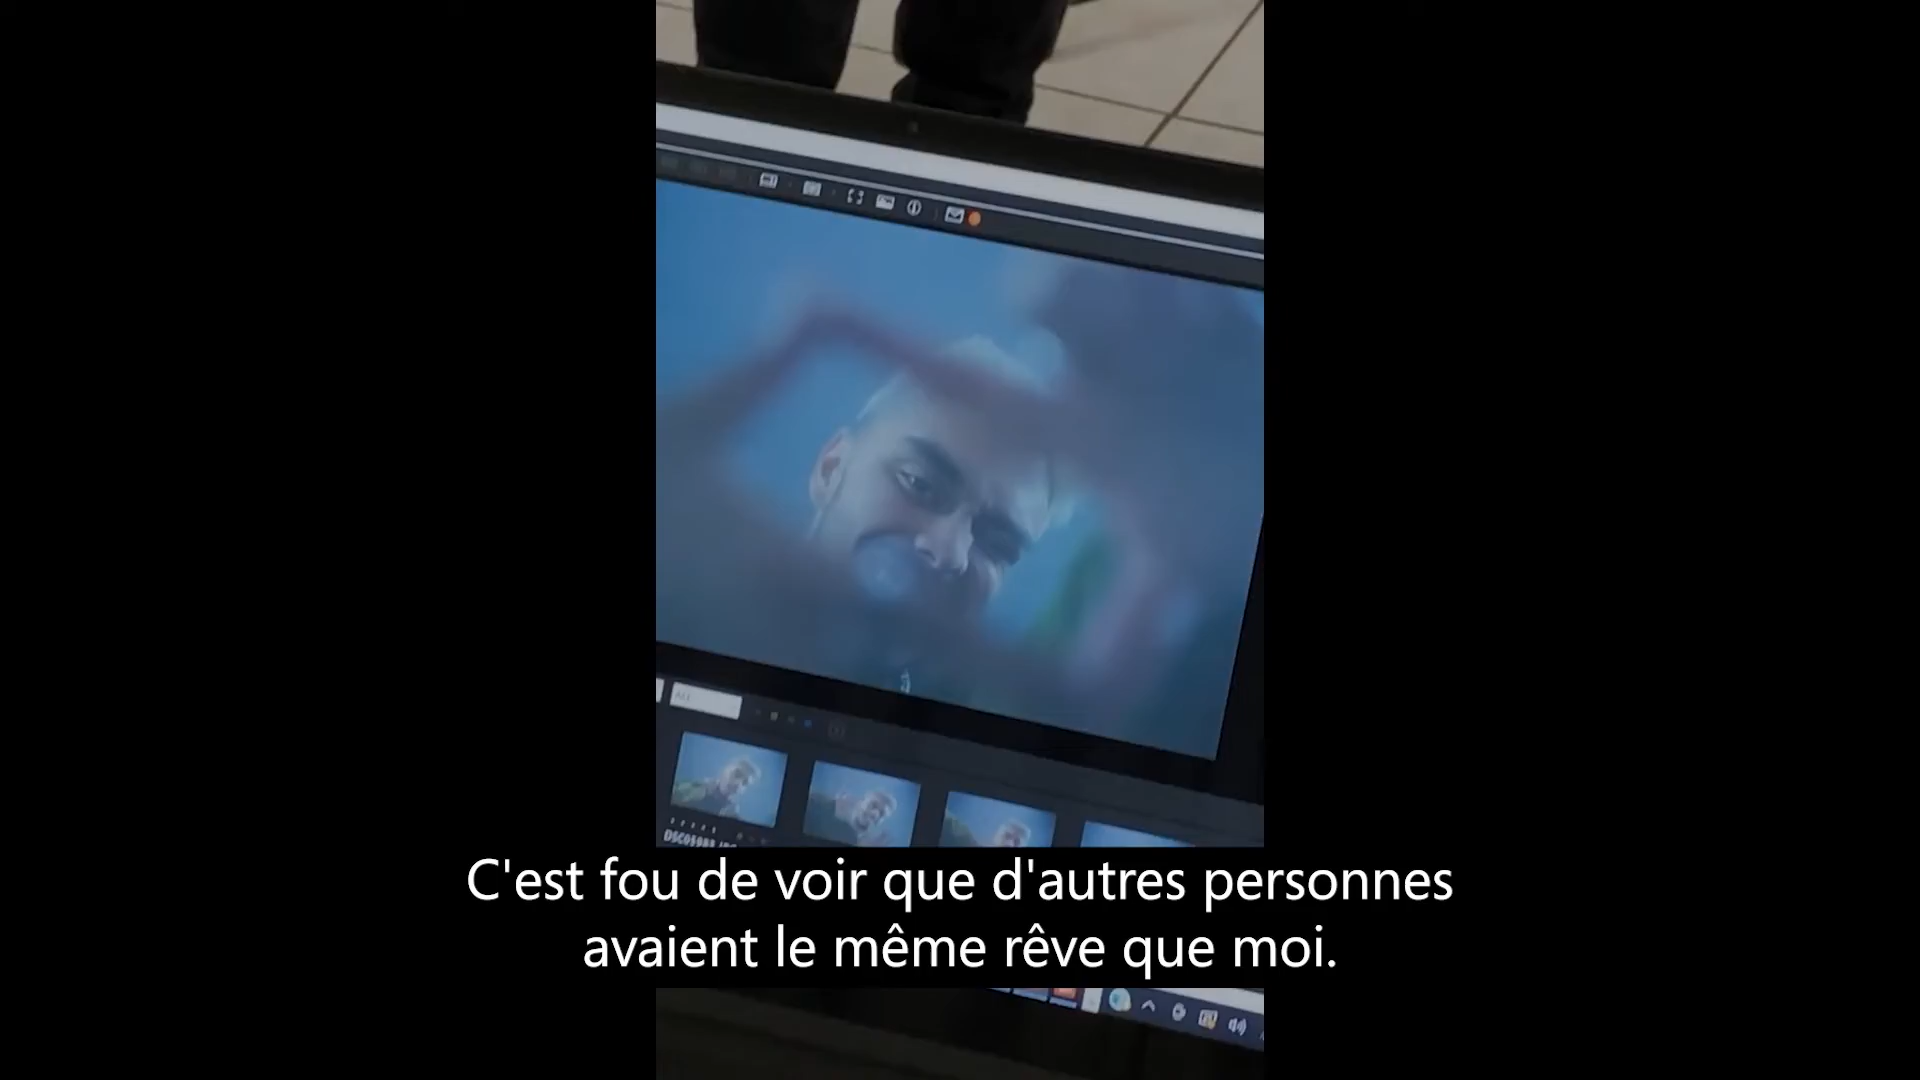 C'est fou de voir que d'autres personnes
avaient le même rêve que moi.